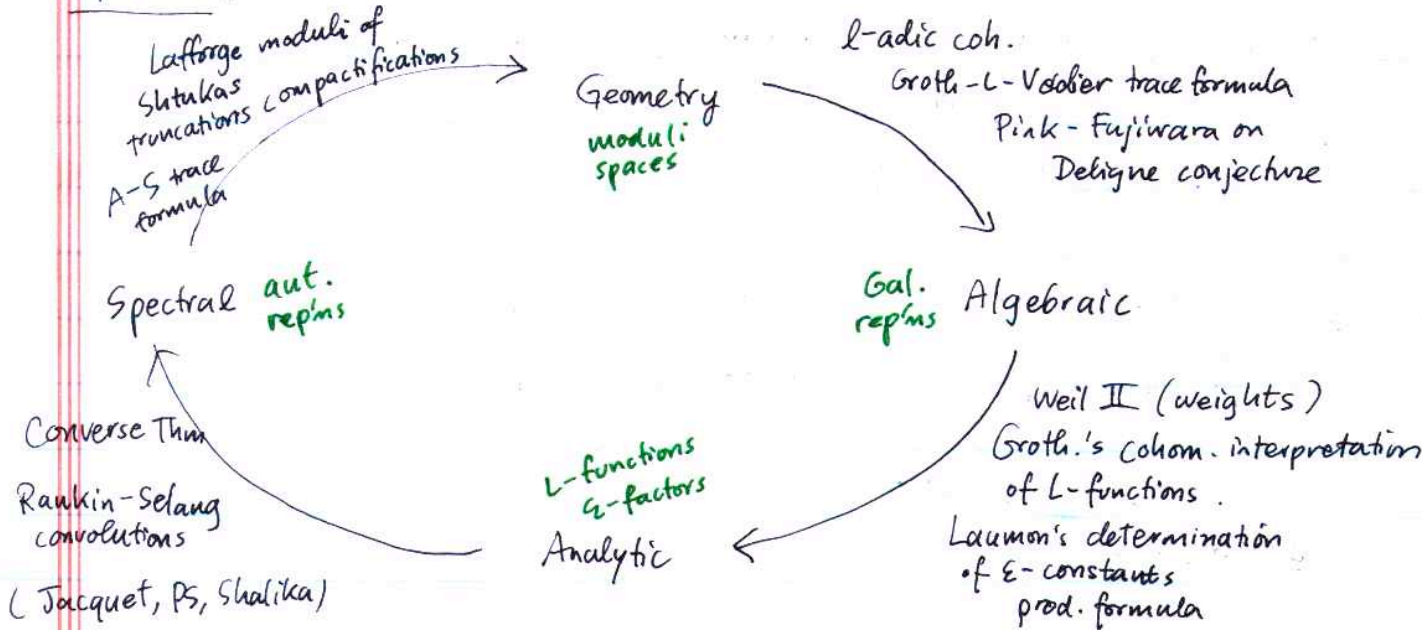 Lafforge moduli of
Shtukas
truncations compactifications
A-S trace
formula
Geometry
moduli
spaces
l-adic coh.
Groth-L-Verdier trace formula
Pink-Fujiwara on
Deligne conjecture
Spectral aut.
rep'ns
Gal.
rep'ns
Algebraic
Weil II (weights)
Groth.'s cohom. interpretation
of L-functions.
Laumon's determination
of ε-constants
prod. formula
L-functions
ε-factors
Analytic
Converse Thm
Rankin-Selang
convolutions
(Jacquet, PS, Shalika)